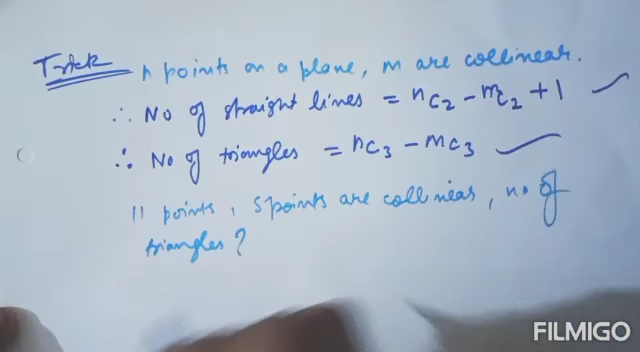 Trick n points on a plane, m are collinear.
∴ No of straight lines = nC2 - mC2 + 1
∴ No of triangles = nC3 - mC3
11 points, 5 points are collinear, no of
triangles?
FILMIGO